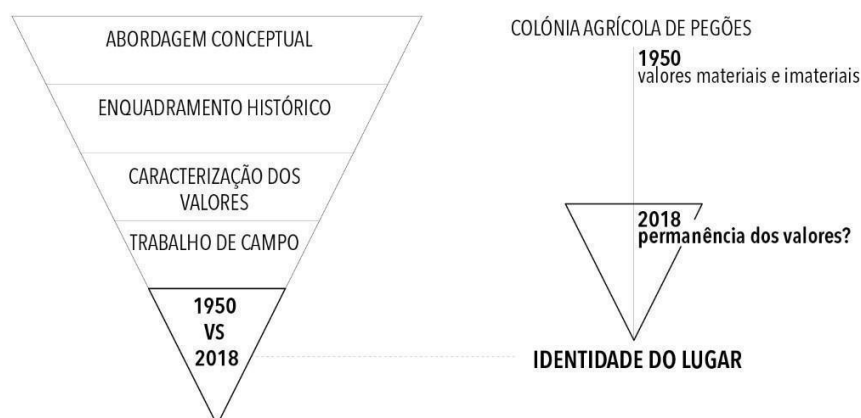 ABORDAGEM CONCEPTUAL
ENQUADRAMENTO HISTÓRICO
CARACTERIZAÇÃO DOS
VALORES
TRABALHO DE CAMPO
1950
VS
2018
COLÓNIA AGRÍCOLA DE PEGÕES
1950
valores materiais e imateriais
2018
permanência dos valores?
IDENTIDADE DO LUGAR